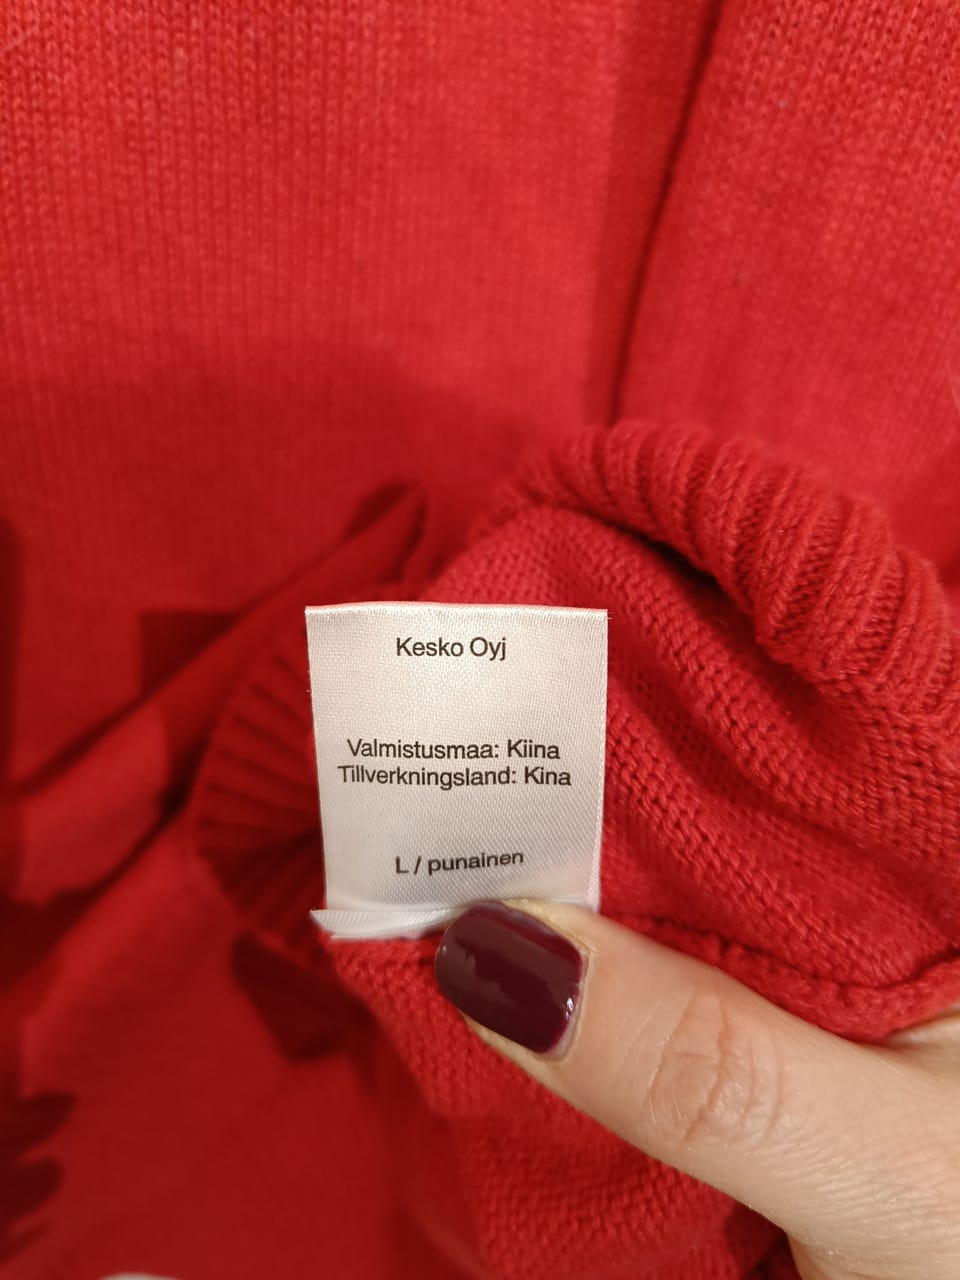 Kesko Oyj
Valmistusmaa: Kiina
Tillverkningsland: Kina
L / punainen